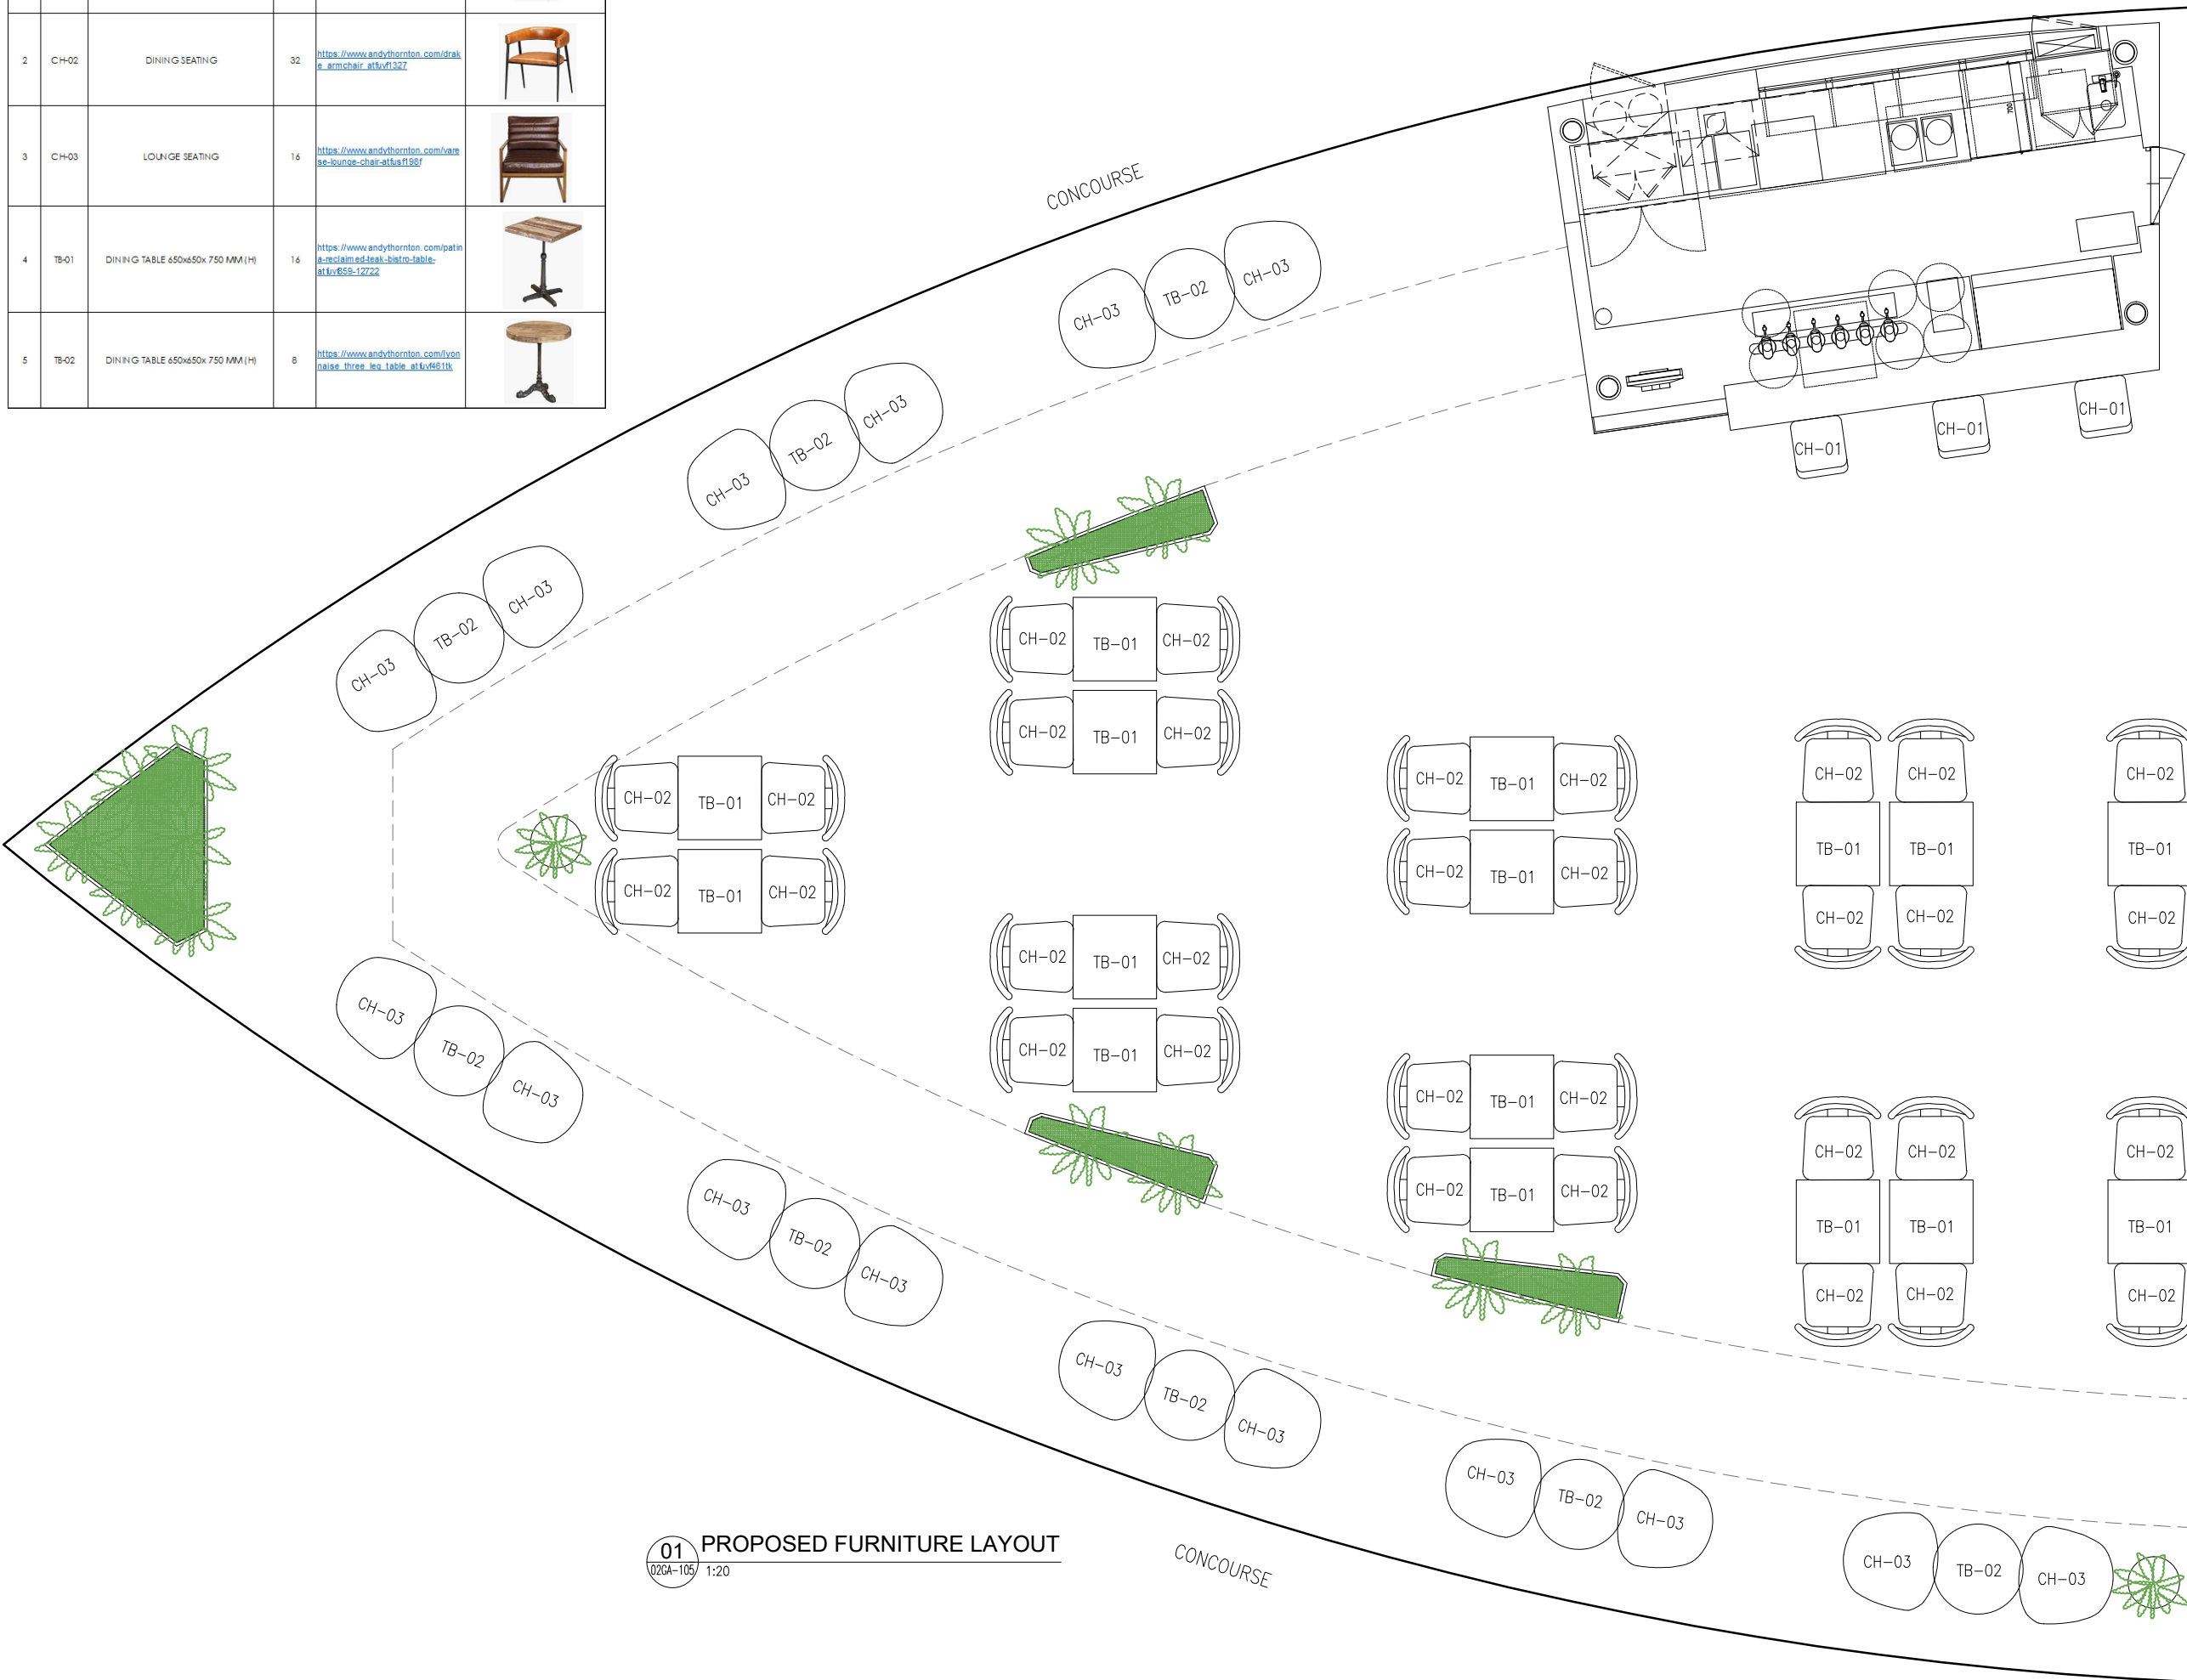 2 CH-02 DINING SEATING 32 https://www.andythornton.com/drak
e_armchair_atfuvf1327
3 CH-03 LOUNGE SEATING 16 https://www.andythornton.com/vare
se-lounge-chair-atfusf198f
4 TB-01 DINING TABLE 650x650x 750 MM (H) 16 https://www.andythornton.com/patin
a-reclaimed-teak-bistro-table-
atfuvf859-12722
5 TB-02 DINING TABLE 650x650x 750 MM (H) 8 https://www.andythornton.com/lyon
naise_three_leg_table_atfuvf461tk
700
CONCOURSE
CH-03 TB-02 CH-03
CH-03 TB-02 CH-03
CH-03 TB-02 CH-03
CH-01 CH-01 CH-01
CH-02 TB-01 CH-02
CH-02 TB-01 CH-02
CH-02 TB-01 CH-02
CH-02 TB-01 CH-02
CH-02 TB-01 CH-02
CH-02 TB-01 CH-02
CH-02 CH-02 CH-02
TB-01 TB-01 TB-01
CH-02 CH-02 CH-02
CH-02 TB-01 CH-02
CH-02 TB-01 CH-02
CH-02 TB-01 CH-02
CH-02 TB-01 CH-02
CH-02 CH-02 CH-02
TB-01 TB-01 TB-01
CH-02 CH-02 CH-02
CH-03 TB-02 CH-03
CH-03 TB-02 CH-03
CH-03 TB-02 CH-03
CH-03 TB-02 CH-03
CH-03 TB-02 CH-03
01 PROPOSED FURNITURE LAYOUT
02GA-105 1:20
CONCOURSE